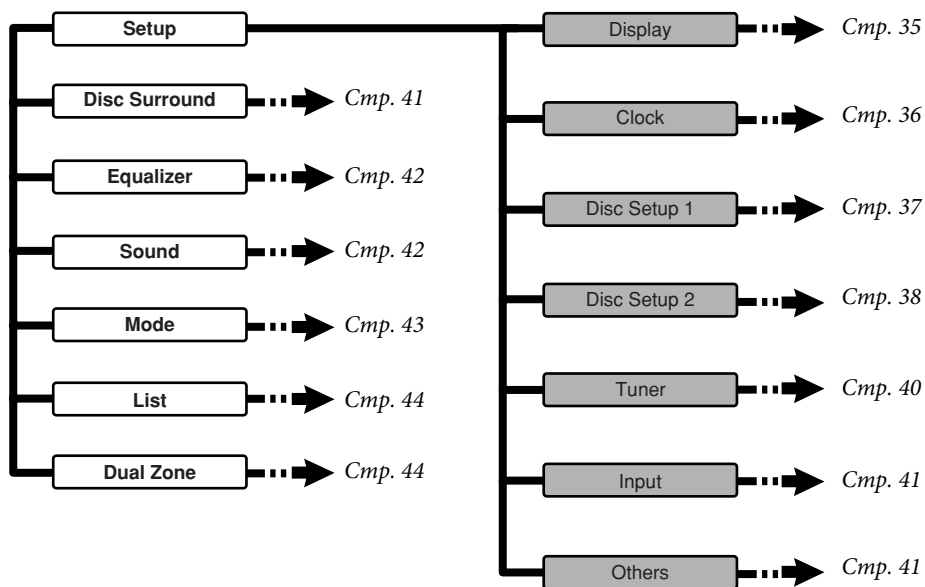 Setup
Disc Surround Стр. 41
Equalizer Стр. 42
Sound Стр. 42
Mode Стр. 43
List Стр. 44
Dual Zone Стр. 44
Display Стр. 35
Clock Стр. 36
Disc Setup 1 Стр. 37
Disc Setup 2 Стр. 38
Tuner Стр. 40
Input Стр. 41
Others Стр. 41